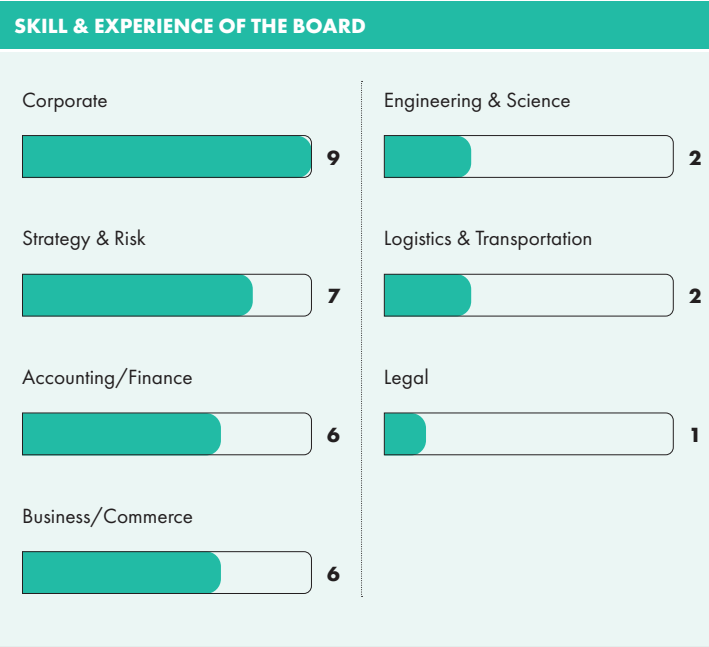 SKILL & EXPERIENCE OF THE BOARD
Corporate
9
Strategy & Risk
7
Accounting/Finance
6
Business/Commerce
6
Engineering & Science
2
Logistics & Transportation
2
Legal
1